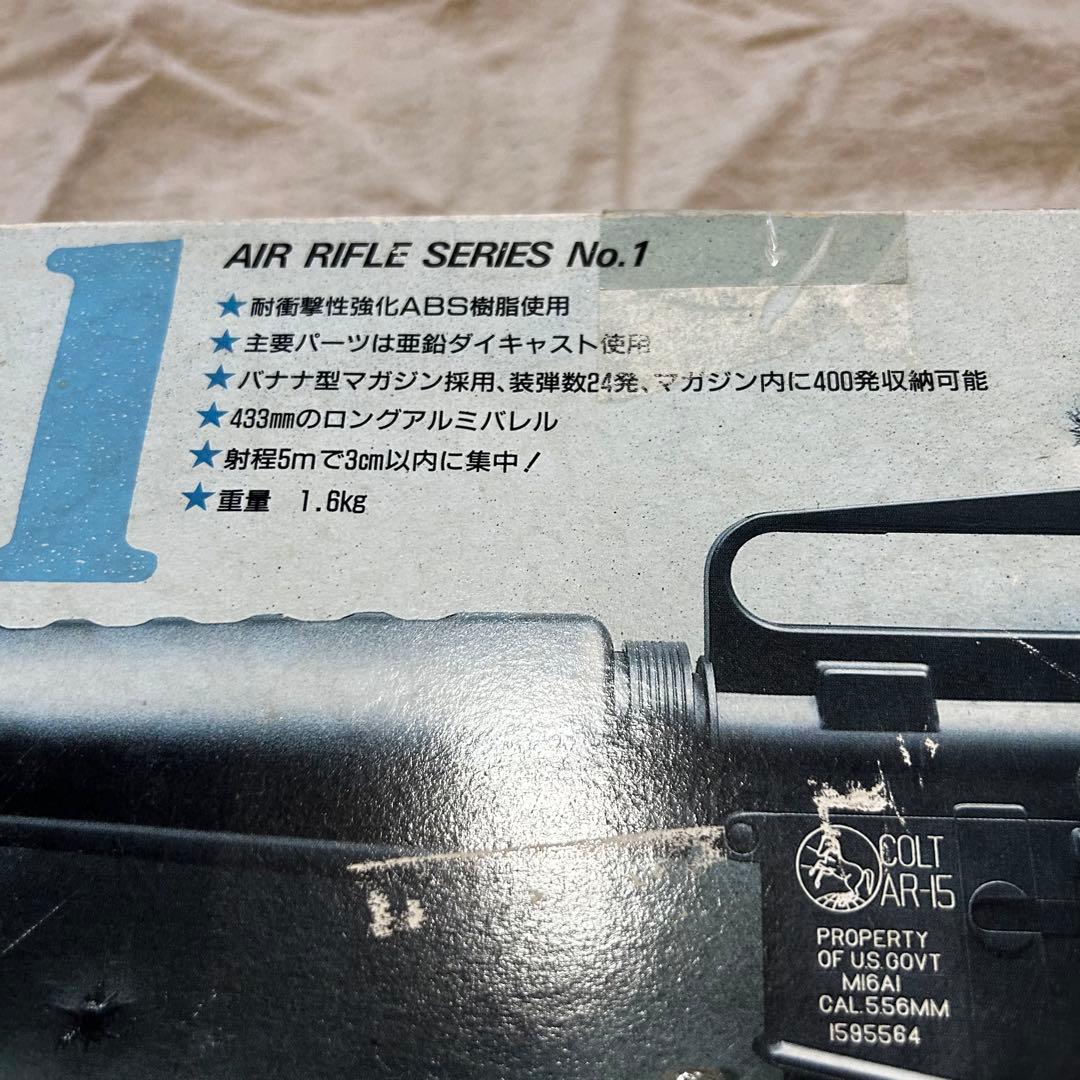 1
AIR RIFLE SERIES No.1
★耐衝撃性強化ABS樹脂使用
★主要パーツは亜鉛ダイキャスト使用
★バナナ型マガジン採用、装弾数24発、マガジン内に400発収納可能
★433mmのロングアルミバレル
★射程5mで3cm以内に集中!
★重量 1.6kg
COLT
AR-15
PROPERTY
OF U.S. GOVT
M16A1
CAL. 5.56MM
1595564